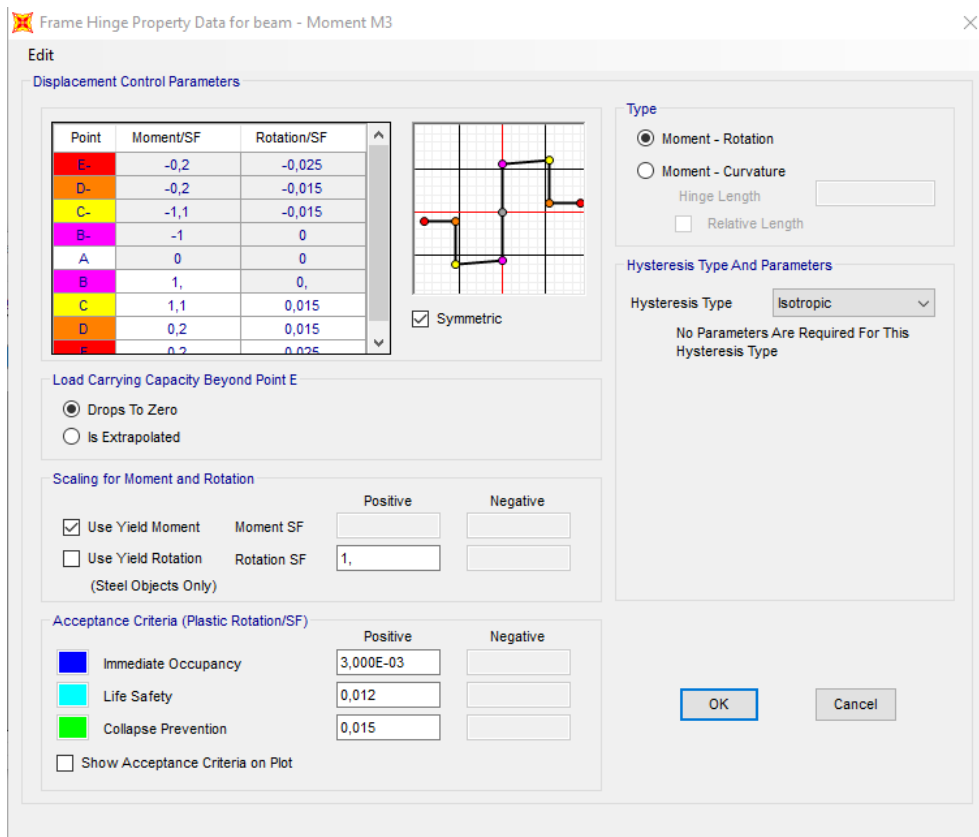 Frame Hinge Property Data for beam - Moment M3
Edit
Displacement Control Parameters
Point Moment/SF Rotation/SF
E- -0,2 -0,025
D- -0,2 -0,015
C- -1,1 -0,015
B- -1 0
A 0 0
B 1, 0,
C 1,1 0,015
D 0,2 0,015
E 0,2 0,025
Symmetric
Load Carrying Capacity Beyond Point E
Drops To Zero
Is Extrapolated
Scaling for Moment and Rotation
Positive Negative
Use Yield Moment Moment SF
Use Yield Rotation Rotation SF 1,
(Steel Objects Only)
Acceptance Criteria (Plastic Rotation/SF)
Positive Negative
Immediate Occupancy 3,000E-03
Life Safety 0,012
Collapse Prevention 0,015
Show Acceptance Criteria on Plot
Type
Moment - Rotation
Moment - Curvature
Hinge Length
Relative Length
Hysteresis Type And Parameters
Hysteresis Type Isotropic
No Parameters Are Required For This
Hysteresis Type
OK Cancel